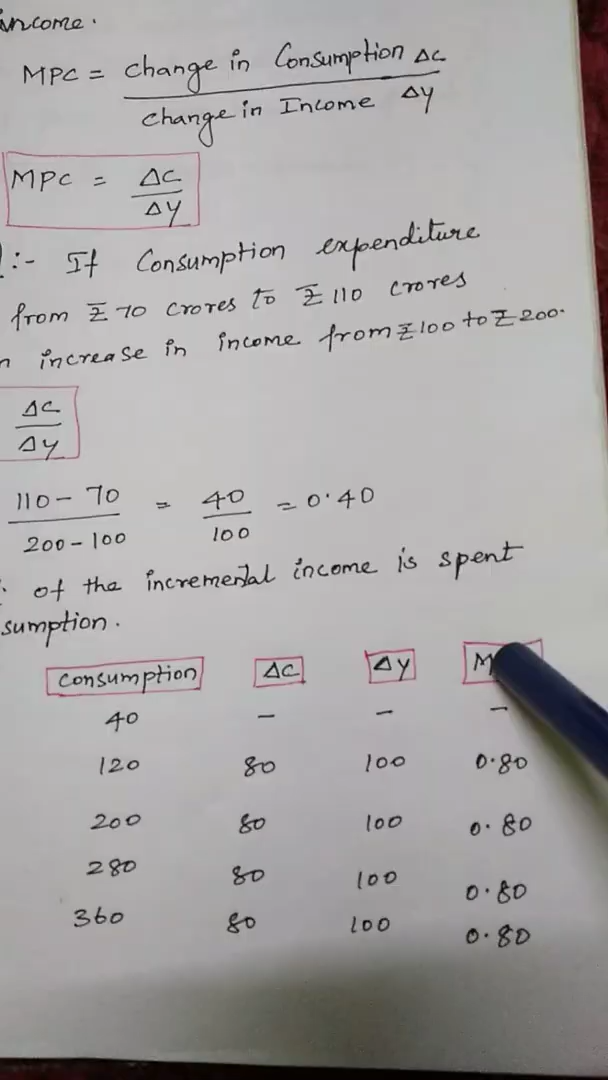 income.
MPC = Change in Consumption ΔC
Change in Income ΔY
MPC = ΔC
ΔY
:- If Consumption expenditure
from ₹70 crores to ₹110 crores
n increase in income from ₹100 to ₹200.
ΔC
ΔY
110 - 70 = 40 = 0.40
200 - 100 100
of the incremental income is spent
sumption.
Consumption ΔC ΔY M
40 - - -
120 80 100 0.80
200 80 100 0.80
280 80 100 0.80
360 80 100 0.80